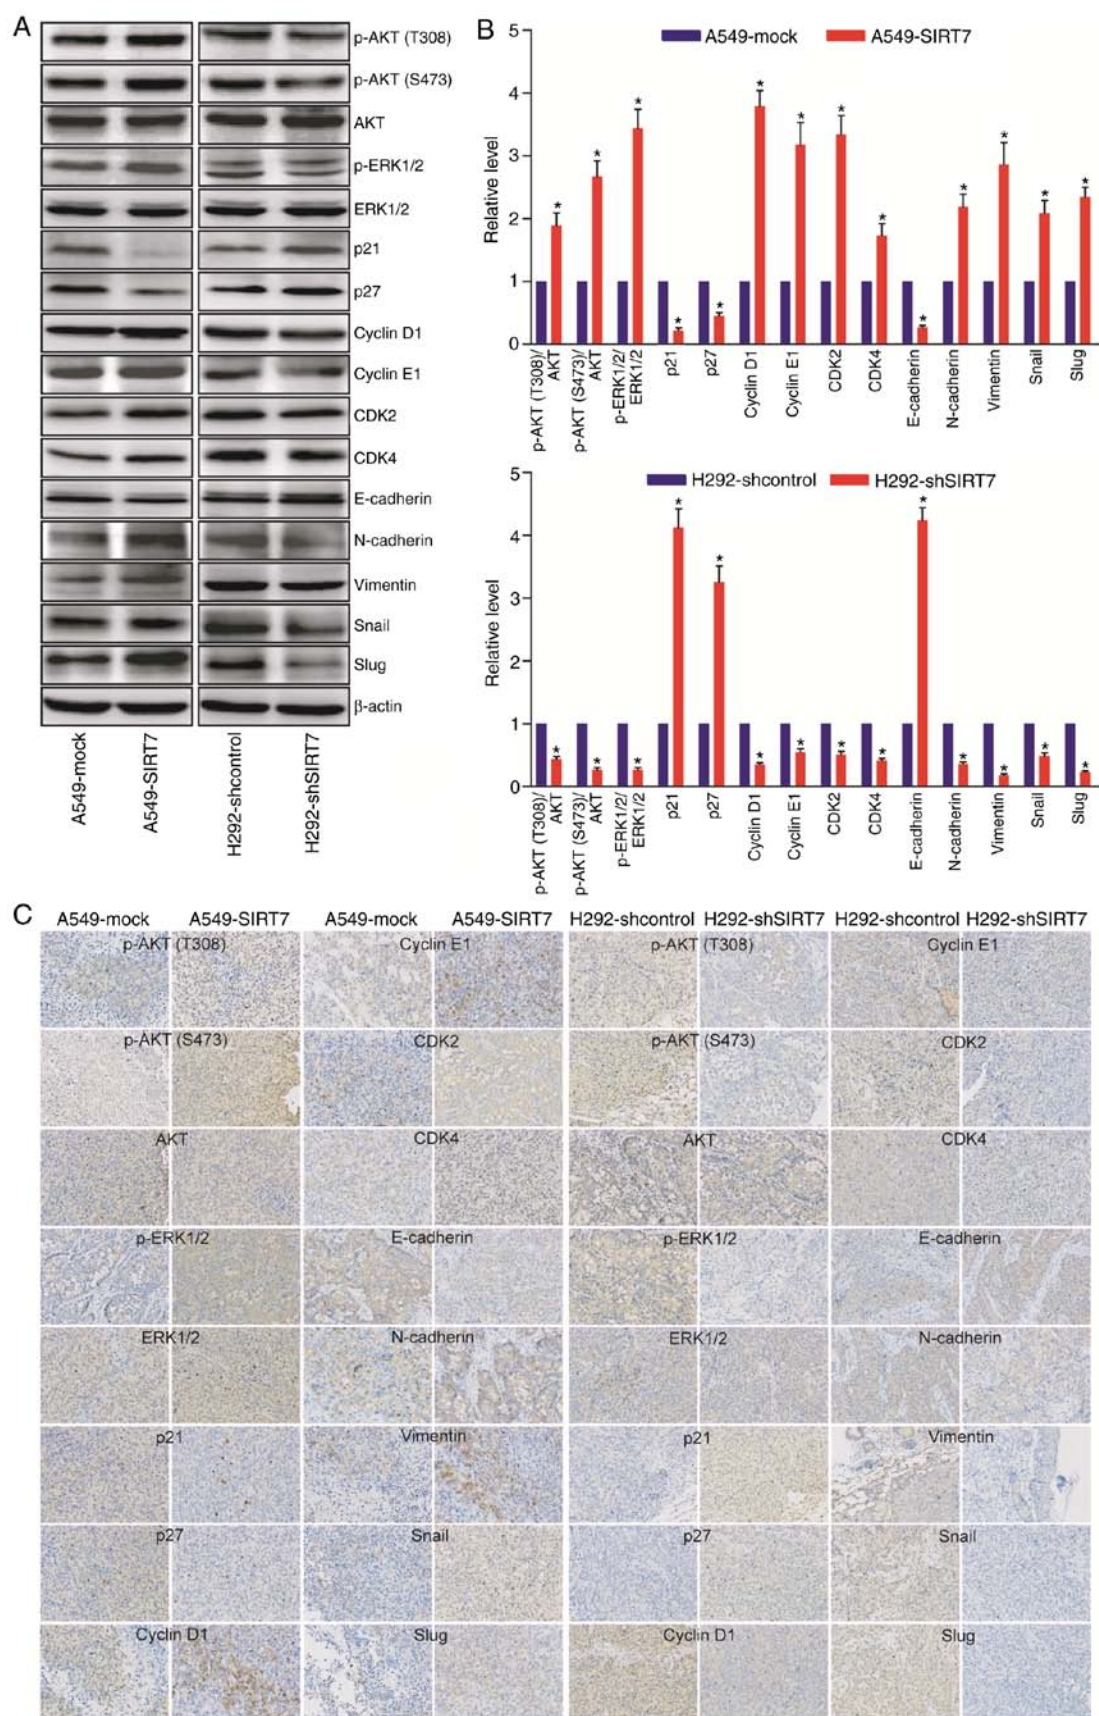 A
p-AKT (T308)
p-AKT (S473)
AKT
p-ERK1/2
ERK1/2
p21
p27
Cyclin D1
Cyclin E1
CDK2
CDK4
E-cadherin
N-cadherin
Vimentin
Snail
Slug
β-actin
A549-mock
A549-SIRT7
H292-shcontrol
H292-shSIRT7
B
A549-mock A549-SIRT7
Relative level
5
4
3
2
1
0
* * * * * * * * * * * * * *
p-AKT (T308)/
AKT
p-AKT (S473)/
AKT
p-ERK1/2/
ERK1/2
p21
p27
Cyclin D1
Cyclin E1
CDK2
CDK4
E-cadherin
N-cadherin
Vimentin
Snail
Slug
H292-shcontrol H292-shSIRT7
Relative level
5
4
3
2
1
0
* * * * * * * * * * * * * *
p-AKT (T308)/
AKT
p-AKT (S473)/
AKT
p-ERK1/2/
ERK1/2
p21
p27
Cyclin D1
Cyclin E1
CDK2
CDK4
E-cadherin
N-cadherin
Vimentin
Snail
Slug
C
A549-mock A549-SIRT7 A549-mock A549-SIRT7 H292-shcontrol H292-shSIRT7 H292-shcontrol H292-shSIRT7
p-AKT (T308) Cyclin E1 p-AKT (T308) Cyclin E1
p-AKT (S473) CDK2 p-AKT (S473) CDK2
AKT CDK4 AKT CDK4
p-ERK1/2 E-cadherin p-ERK1/2 E-cadherin
ERK1/2 N-cadherin ERK1/2 N-cadherin
p21 Vimentin p21 Vimentin
p27 Snail p27 Snail
Cyclin D1 Slug Cyclin D1 Slug